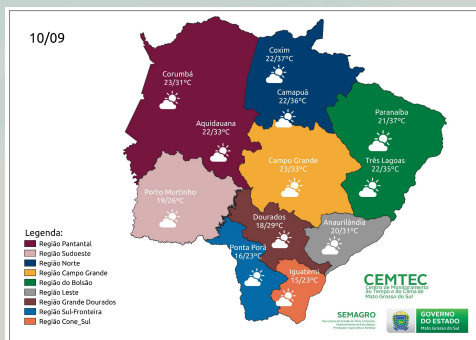 10/09
Coxim
22/37°C
Corumbá
23/31°C
Camapuã
22/36°C
Paranaíba
21/37°C
Aquidauana
22/33°C
Campo Grande
23/33°C
Três Lagoas
22/35°C
Porto Murtinho
19/26°C
Dourados
18/29°C
Anaurilândia
20/31°C
Ponta Porã
16/23°C
Iguatemi
15/23°C
Legenda:
Região Pantantal
Região Sudoeste
Região Norte
Região Campo Grande
Região do Bolsão
Região Leste
Região Grande Dourados
Região Sul-Fronteira
Região Cone_Sul
CEMTEC
Centro de Monitoramento
do Tempo e do Clima de
Mato Grosso do Sul
SEMAGRO
GOVERNO
DO ESTADO
Mato Grosso do Sul